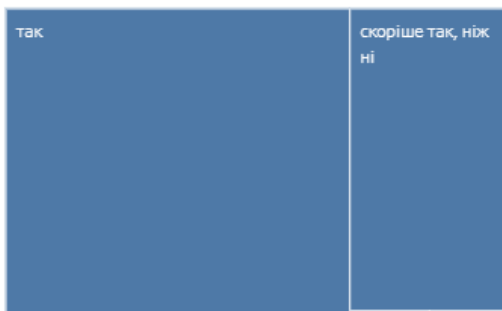 так
скоріше так, ніж
ні